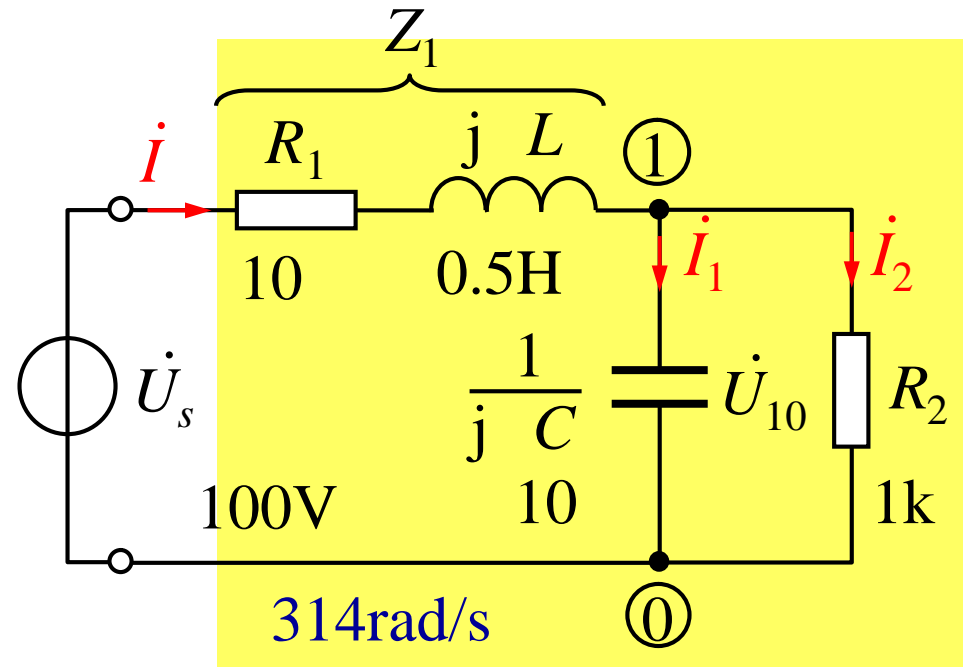 Z₁
R₁
j L
①
İ
İ₁
İ₂
10
0.5H
U̇ₛ
1
j C
U̇₁₀
R₂
100V
10
1k
314rad/s
⓪